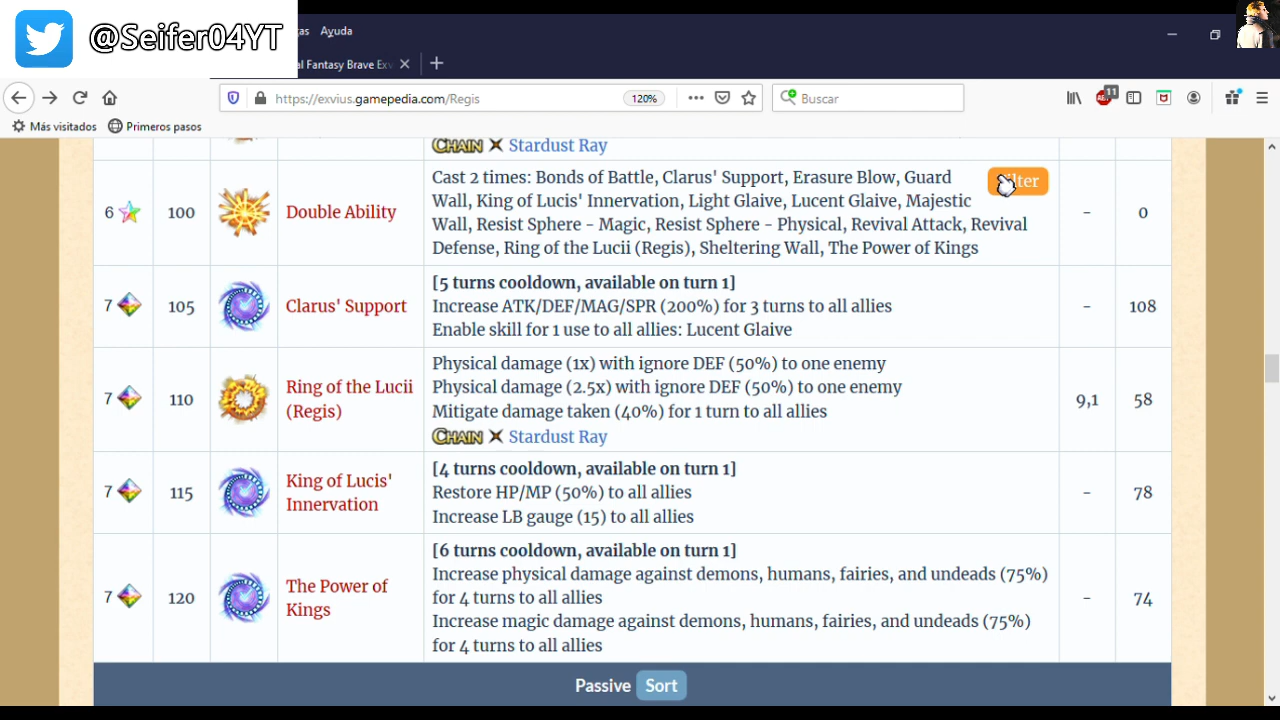 @Seifer04YT
Ayuda
al Fantasy Brave Ex
https://exvius.gamepedia.com/Regis
120%
Buscar
11
Más visitados
Primeros pasos
CHAIN Stardust Ray
6 100 Double Ability
Cast 2 times: Bonds of Battle, Clarus' Support, Erasure Blow, Guard
Wall, King of Lucis' Innervation, Light Glaive, Lucent Glaive, Majestic
Wall, Resist Sphere - Magic, Resist Sphere - Physical, Revival Attack, Revival
Defense, Ring of the Lucii (Regis), Sheltering Wall, The Power of Kings
- 0
7 105 Clarus' Support
[5 turns cooldown, available on turn 1]
Increase ATK/DEF/MAG/SPR (200%) for 3 turns to all allies
Enable skill for 1 use to all allies: Lucent Glaive
- 108
7 110 Ring of the Lucii
(Regis)
Physical damage (1x) with ignore DEF (50%) to one enemy
Physical damage (2.5x) with ignore DEF (50%) to one enemy
Mitigate damage taken (40%) for 1 turn to all allies
CHAIN Stardust Ray
9,1 58
7 115 King of Lucis'
Innervation
[4 turns cooldown, available on turn 1]
Restore HP/MP (50%) to all allies
Increase LB gauge (15) to all allies
- 78
7 120 The Power of
Kings
[6 turns cooldown, available on turn 1]
Increase physical damage against demons, humans, fairies, and undeads (75%)
for 4 turns to all allies
Increase magic damage against demons, humans, fairies, and undeads (75%)
for 4 turns to all allies
- 74
Passive Sort